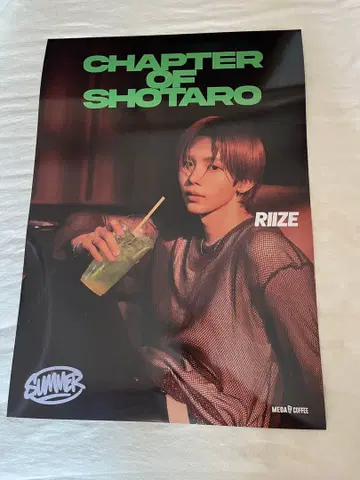 CHAPTER
OF
SHOTARO
RIIZE
SUMMER
MEGA COFFEE